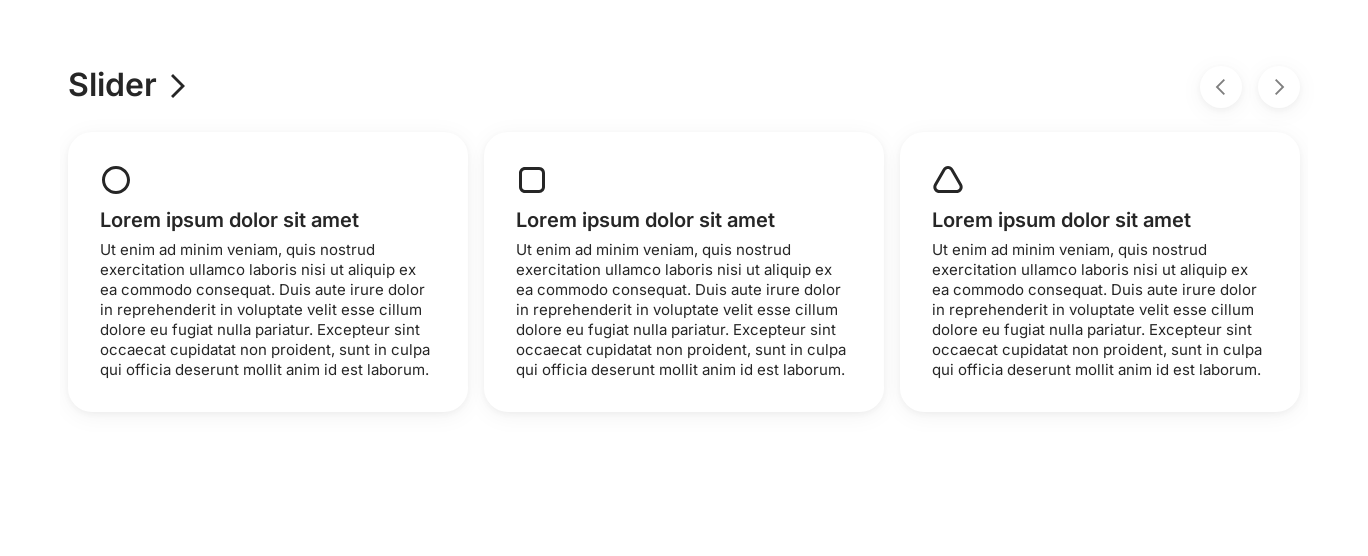 Slider
Lorem ipsum dolor sit amet
Ut enim ad minim veniam, quis nostrud
exercitation ullamco laboris nisi ut aliquip ex
ea commodo consequat. Duis aute irure dolor
in reprehenderit in voluptate velit esse cillum
dolore eu fugiat nulla pariatur. Excepteur sint
occaecat cupidatat non proident, sunt in culpa
qui officia deserunt mollit anim id est laborum.
Lorem ipsum dolor sit amet
Ut enim ad minim veniam, quis nostrud
exercitation ullamco laboris nisi ut aliquip ex
ea commodo consequat. Duis aute irure dolor
in reprehenderit in voluptate velit esse cillum
dolore eu fugiat nulla pariatur. Excepteur sint
occaecat cupidatat non proident, sunt in culpa
qui officia deserunt mollit anim id est laborum.
Lorem ipsum dolor sit amet
Ut enim ad minim veniam, quis nostrud
exercitation ullamco laboris nisi ut aliquip ex
ea commodo consequat. Duis aute irure dolor
in reprehenderit in voluptate velit esse cillum
dolore eu fugiat nulla pariatur. Excepteur sint
occaecat cupidatat non proident, sunt in culpa
qui officia deserunt mollit anim id est laborum.